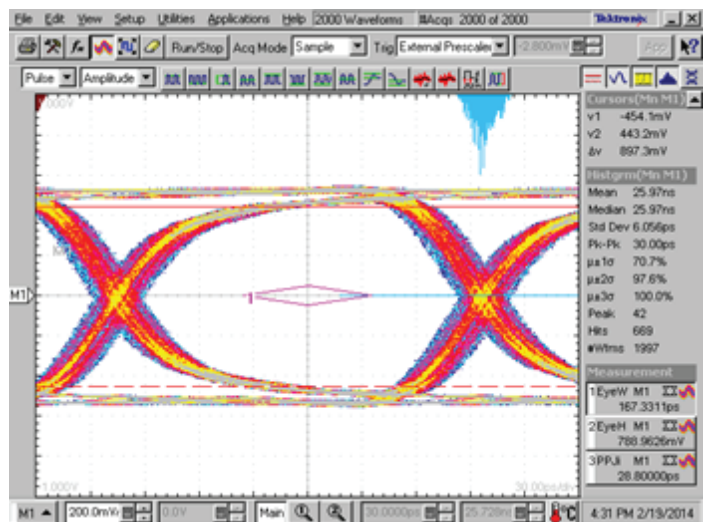 File Edit View Setup Utilities Applications Help 2000 Waveforms #Acqs 2000 of 2000 Tektronix
Run/Stop Acq Mode Sample Trig External Prescaler -2.800mV App
Pulse Amplitude
.000V
Cursors(Mn M1)
v1 -454.1mV
v2 443.2mV
Δv 897.3mV
Histgrm(Mn M1)
Mean 25.97ns
Median 25.97ns
Std Dev 6.056ps
Pk-Pk 30.00ps
µ±1σ 70.7%
µ±2σ 97.6%
µ±3σ 100.0%
Peak 42
Hits 669
#Wfms 1997
M1
1
Measurement
1 EyeW M1
167.3311ps
2 EyeH M1
788.9626mV
3 PPJi M1
28.80000ps
1.000V
30.00ps/div
M1 200.0mV 0.0V Main 30.0000ps 25.728ns °C 4:31 PM 2/19/2014